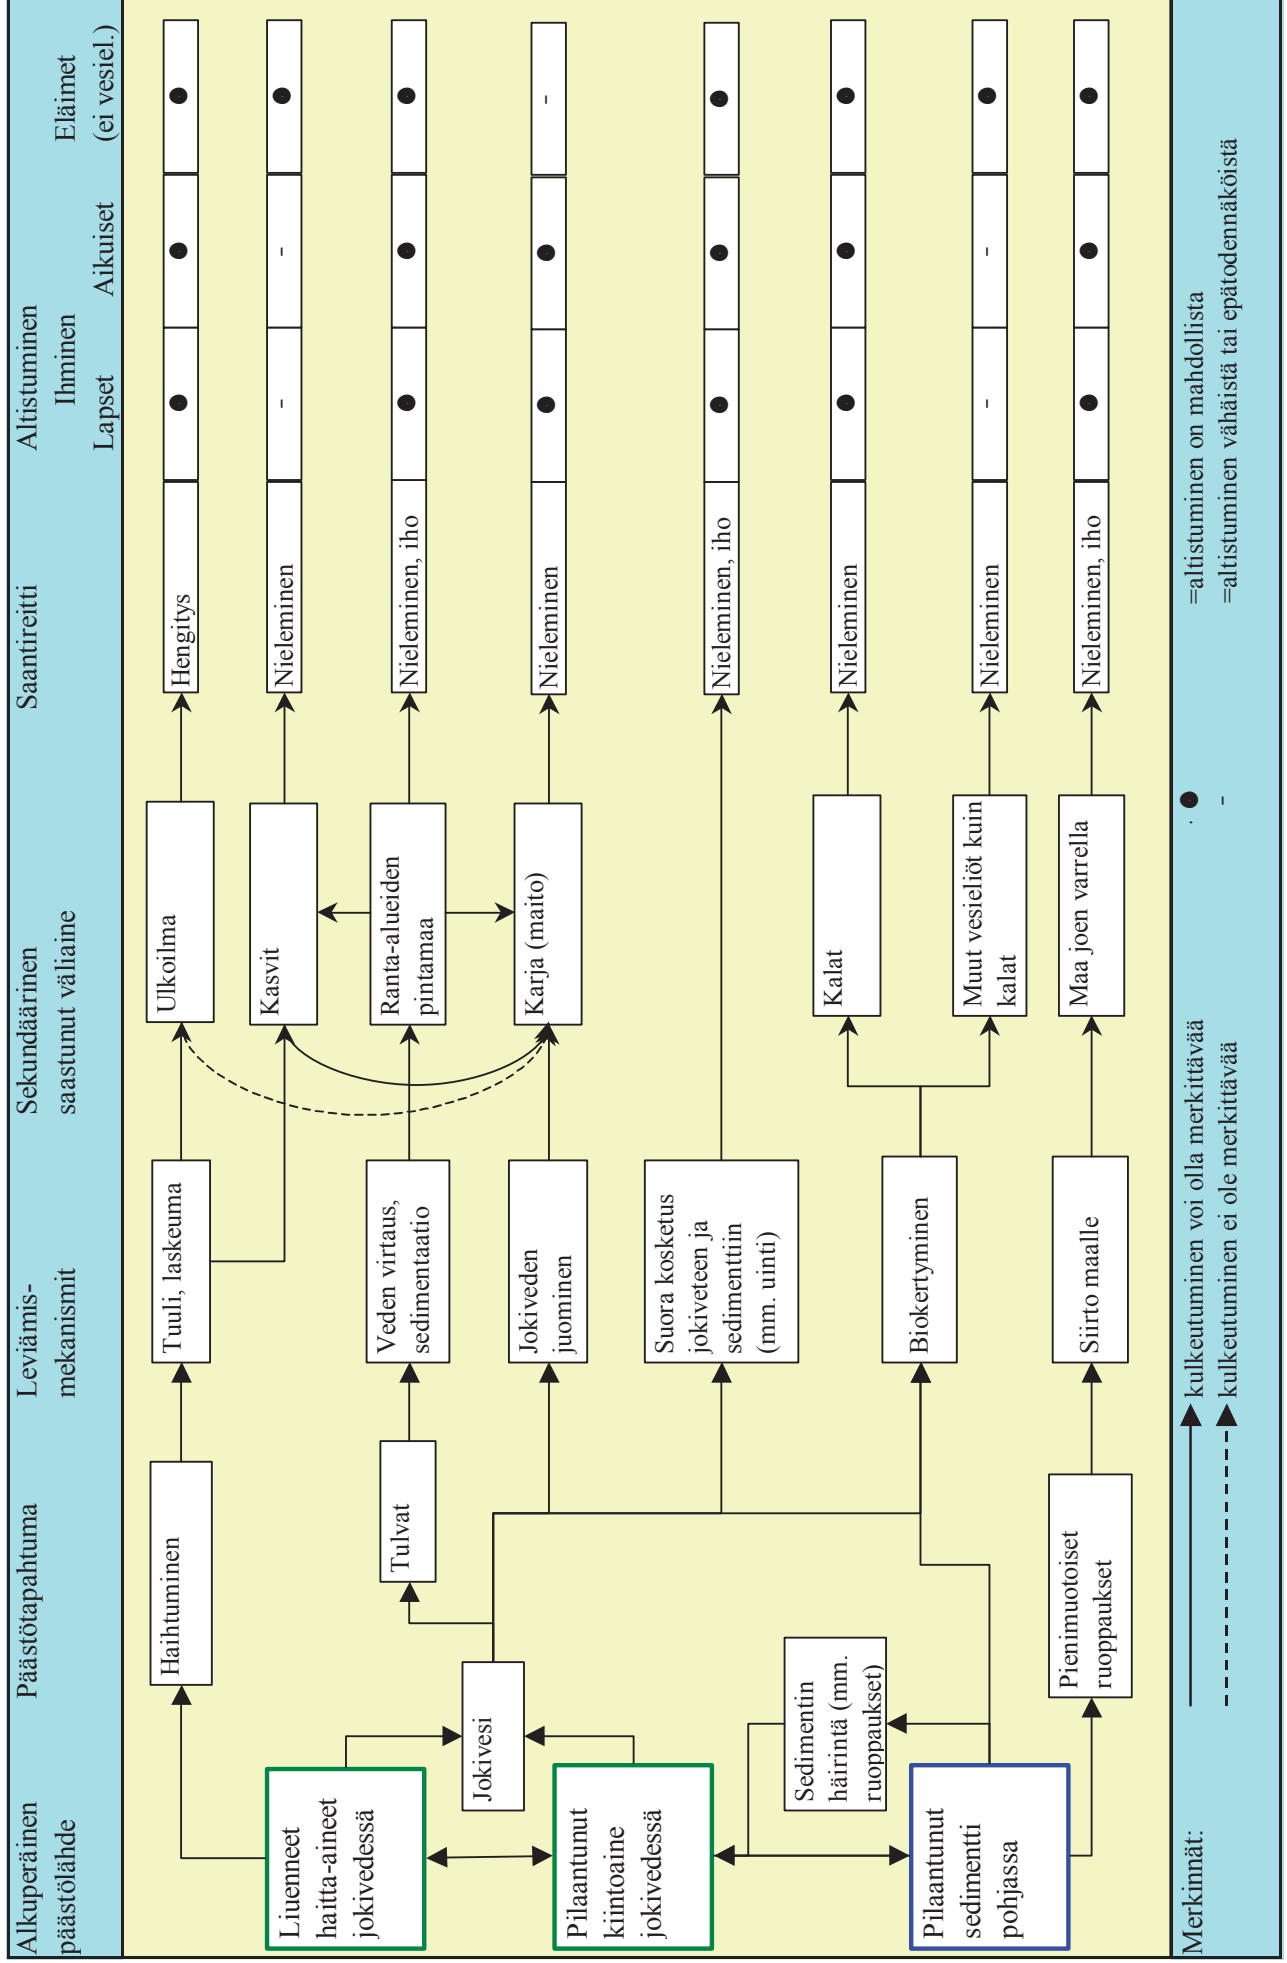 Alkuperäinen
päästölähde
Päästötapahtuma
Leviämis-
mekanismit
Sekundäärinen
saastunut väliaine
Saantireitti
Altistuminen
Ihminen
Lapset
Aikuiset
Eläimet
(ei vesiel.)
Haihtuminen
Tuuli, laskeuma
Ulkoilma
Hengitys
Kasvit
Nieleminen
- -
Liuenneet
haitta-aineet
jokivedessä
Tulvat
Veden virtaus,
sedimentaatio
Ranta-alueiden
pintamaa
Nieleminen, iho
Jokivesi
Jokiveden
juominen
Karja (maito)
Nieleminen
-
Pilaantunut
kiintoaine
jokivedessä
Suora kosketus
jokiveteen ja
sedimenttiin
(mm. uinti)
Nieleminen, iho
Sedimentin
häirintä (mm.
ruoppaukset)
Biokertyminen
Kalat
Nieleminen
Pilaantunut
sedimentti
pohjassa
Muut vesieliöt kuin
kalat
Nieleminen
- -
Pienimuotoiset
ruoppaukset
Siirto maalle
Maa joen varrella
Nieleminen, iho
Merkinnät:
kulkeutuminen voi olla merkittävää
kulkeutuminen ei ole merkittävää
. ● =altistuminen on mahdollista
- =altistuminen vähäistä tai epätodennäköistä